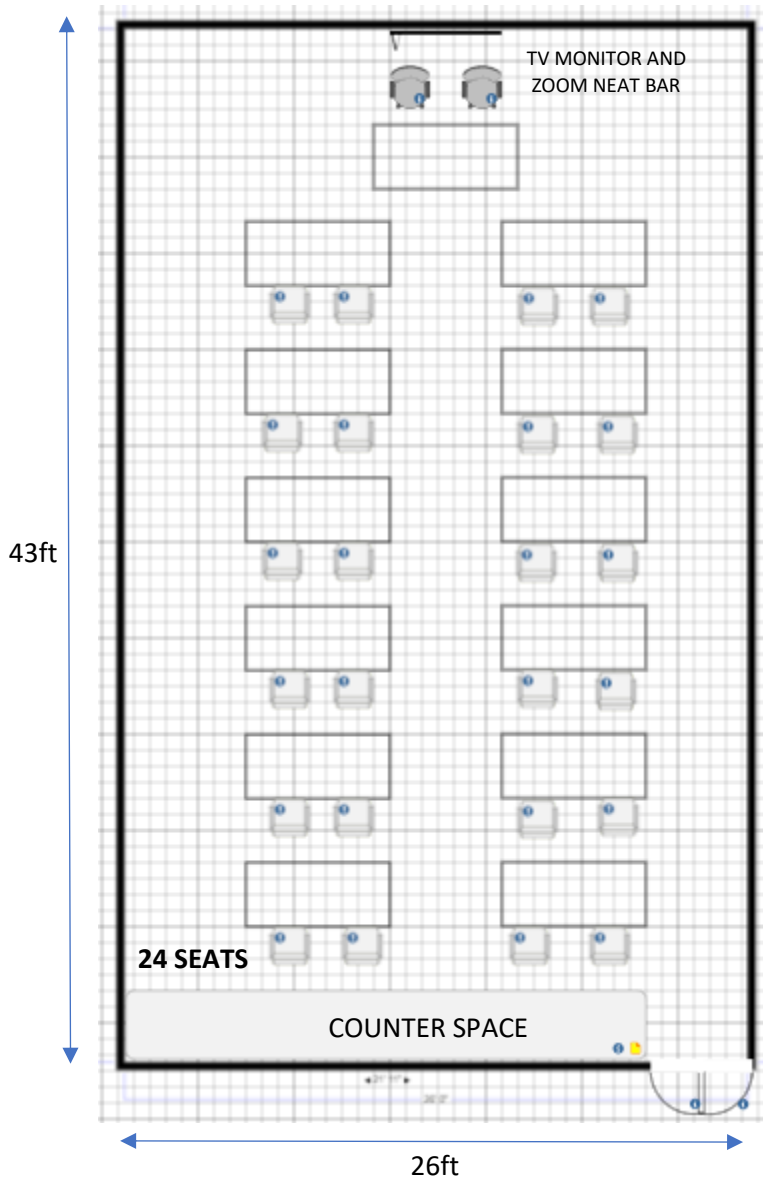 TV MONITOR AND
ZOOM NEAT BAR
43ft
24 SEATS
COUNTER SPACE
26ft